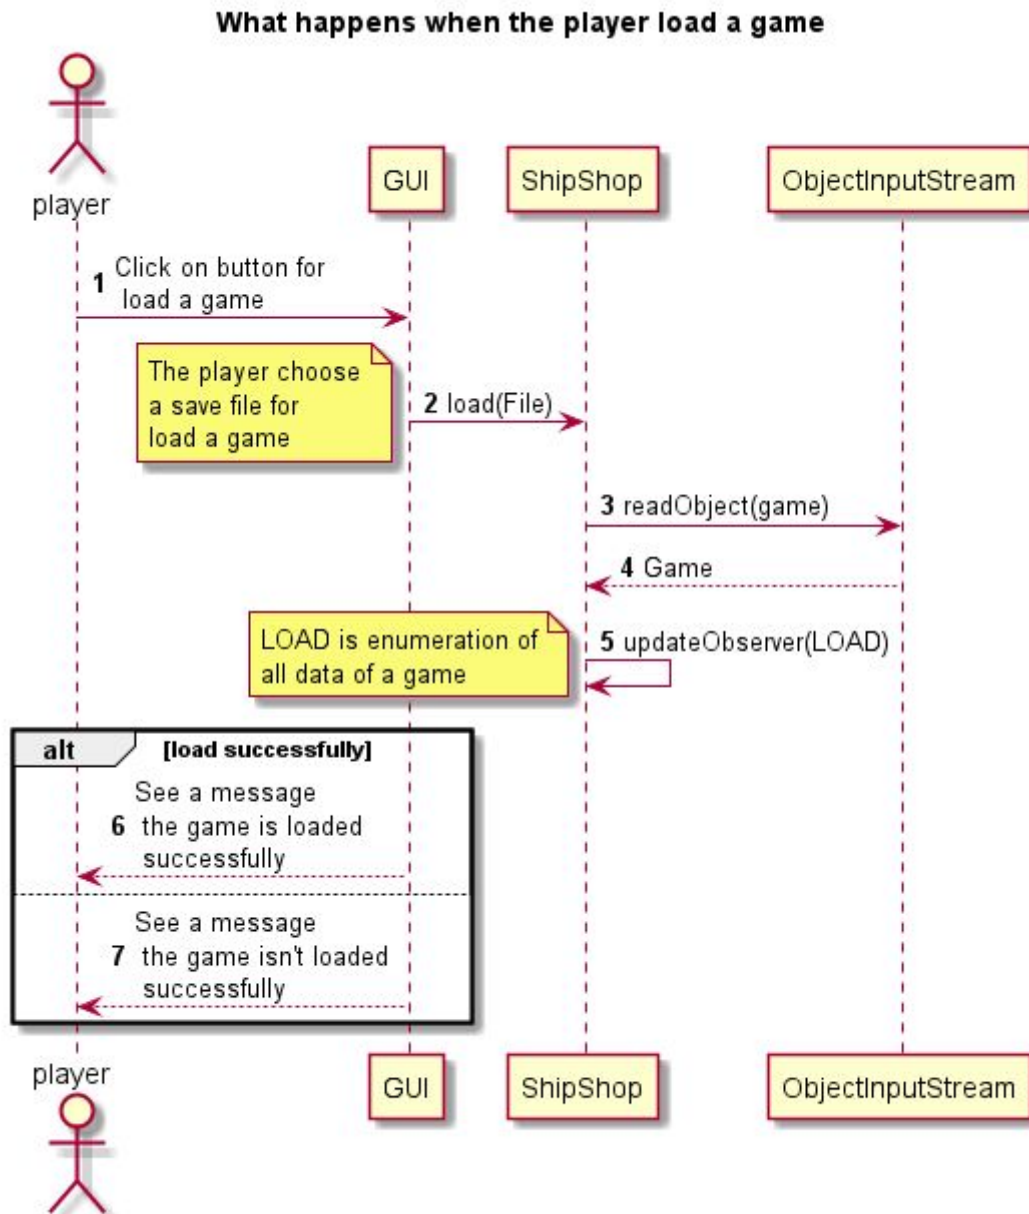 What happens when the player load a game
player
GUI
ShipShop
ObjectInputStream
1 Click on button for
load a game
The player choose
a save file for
load a game
2 load(File)
3 readObject(game)
4 Game
LOAD is enumeration of
all data of a game
5 updateObserver(LOAD)
alt [load successfully]
See a message
6 the game is loaded
successfully
See a message
7 the game isn't loaded
successfully
player
GUI
ShipShop
ObjectInputStream